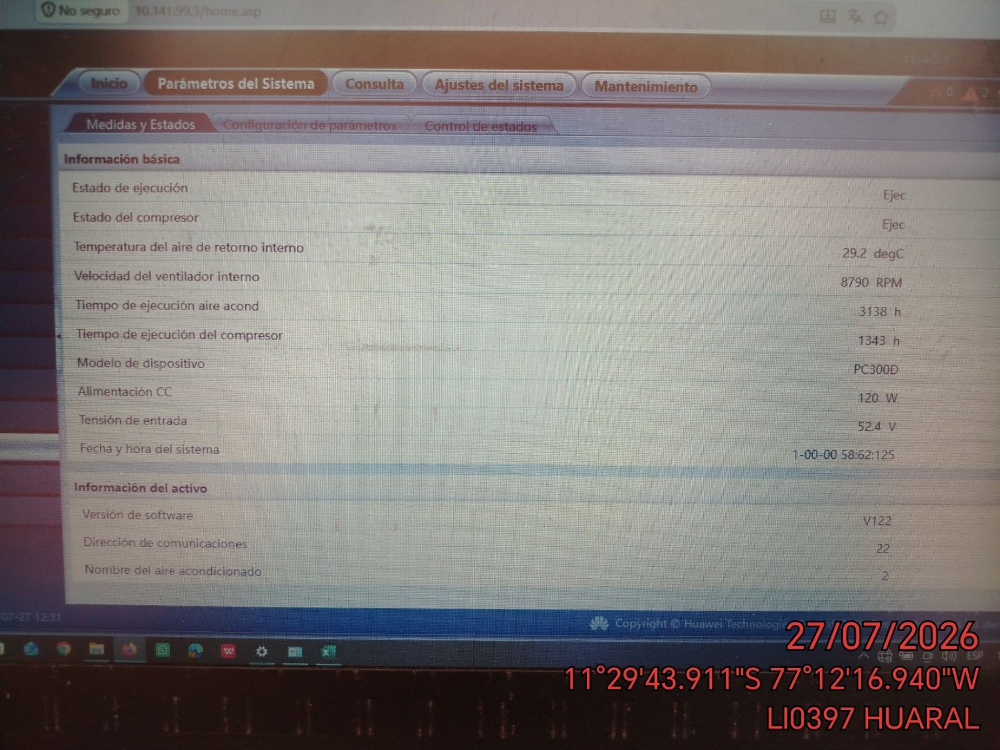 No seguro 10.141.99.3/home.asp
Inicio Parámetros del Sistema Consulta Ajustes del sistema Mantenimiento 0 2
Medidas y Estados Configuración de parámetros Control de estados
Información básica
Estado de ejecución Ejec
Estado del compresor Ejec
Temperatura del aire de retorno interno 29.2 degC
Velocidad del ventilador interno 8790 RPM
Tiempo de ejecución aire acond 3138 h
Tiempo de ejecución del compresor 1343 h
Modelo de dispositivo PC300D
Alimentación CC 120 W
Tensión de entrada 52.4 V
Fecha y hora del sistema 1-00-00 58:62:125
Información del activo
Versión de software V122
Dirección de comunicaciones 22
Nombre del aire acondicionado 2
-07-27 12:31
Copyright © Huawei
27/07/2026
ESP
11°29'43.911"S 77°12'16.940"W
LI0397 HUARAL